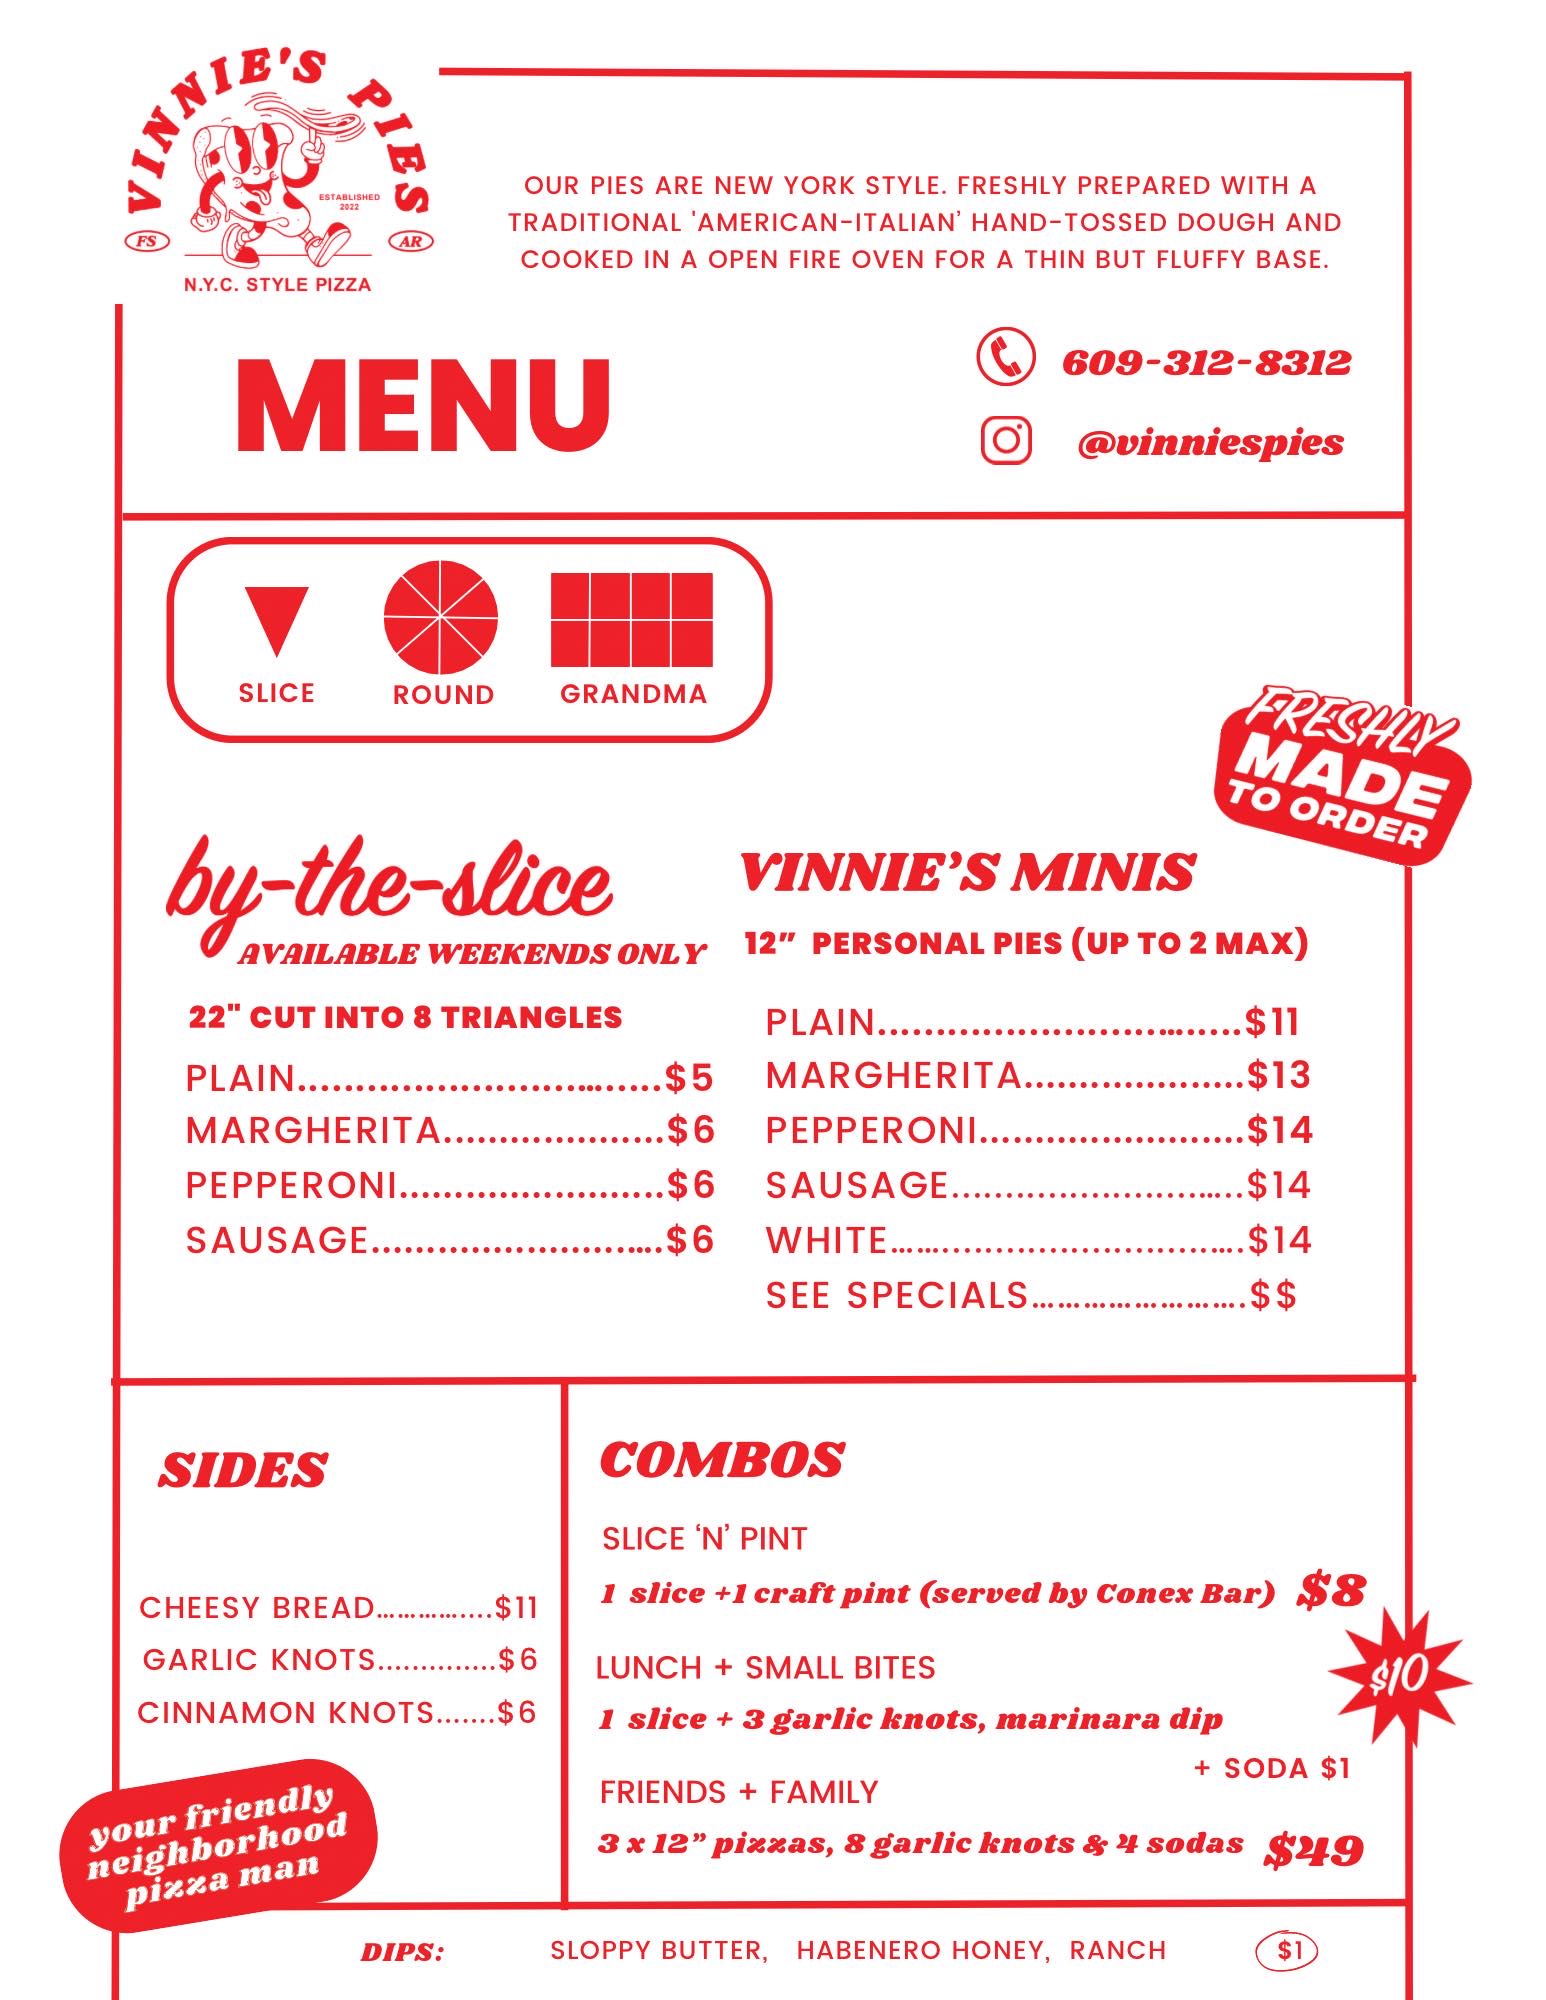 VINNIE'S PIES
ESTABLISHED
2022
FS
AR
N.Y.C. STYLE PIZZA
OUR PIES ARE NEW YORK STYLE. FRESHLY PREPARED WITH A
TRADITIONAL 'AMERICAN-ITALIAN’ HAND-TOSSED DOUGH AND
COOKED IN A OPEN FIRE OVEN FOR A THIN BUT FLUFFY BASE.
MENU
609-312-8312
@vinniespies
SLICE
ROUND
GRANDMA
FRESHLY
MADE
TO ORDER
by-the-slice
AVAILABLE WEEKENDS ONLY
22" CUT INTO 8 TRIANGLES
PLAIN..............................$5
MARGHERITA....................$6
PEPPERONI........................$6
SAUSAGE..........................$6
VINNIE’S MINIS
12” PERSONAL PIES (UP TO 2 MAX)
PLAIN..............................$11
MARGHERITA....................$13
PEPPERONI........................$14
SAUSAGE..........................$14
WHITE..............................$14
SEE SPECIALS......................$$
SIDES
CHEESY BREAD..............$11
GARLIC KNOTS..............$6
CINNAMON KNOTS.......$6
your friendly
neighborhood
pizza man
COMBOS
SLICE ‘N’ PINT
1 slice +1 craft pint (served by Conex Bar) $8
LUNCH + SMALL BITES
$10
1 slice + 3 garlic knots, marinara dip
+ SODA $1
FRIENDS + FAMILY
3 x 12” pizzas, 8 garlic knots & 4 sodas $49
DIPS: SLOPPY BUTTER, HABENERO HONEY, RANCH $1